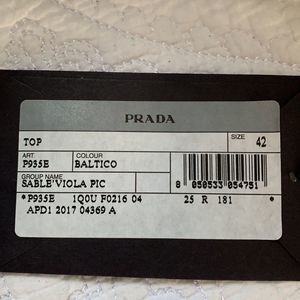 PRADA
TOP
SIZE 42
ART COLOUR
P935E BALTICO
GROUP NAME
SABLE'VIOLA PIC
8 050533 054751
*P935E 1Q0U F0216 04 25 R 181
APD1 2017 04369 A